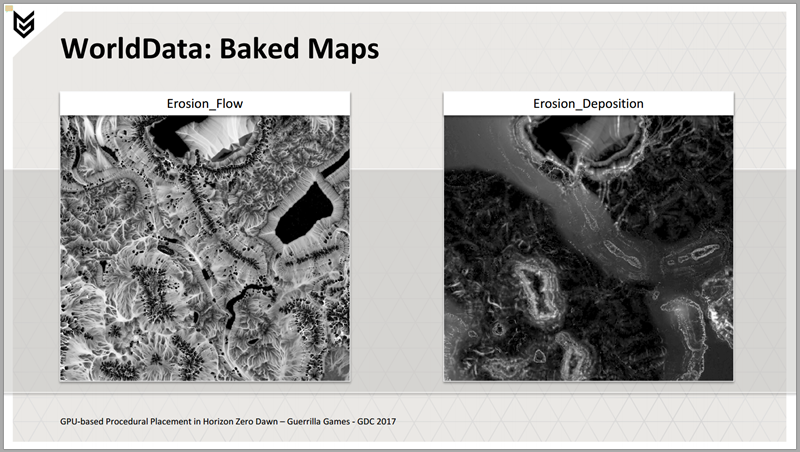 WorldData: Baked Maps
Erosion_Flow
Erosion_Deposition
GPU-based Procedural Placement in Horizon Zero Dawn – Guerrilla Games - GDC 2017